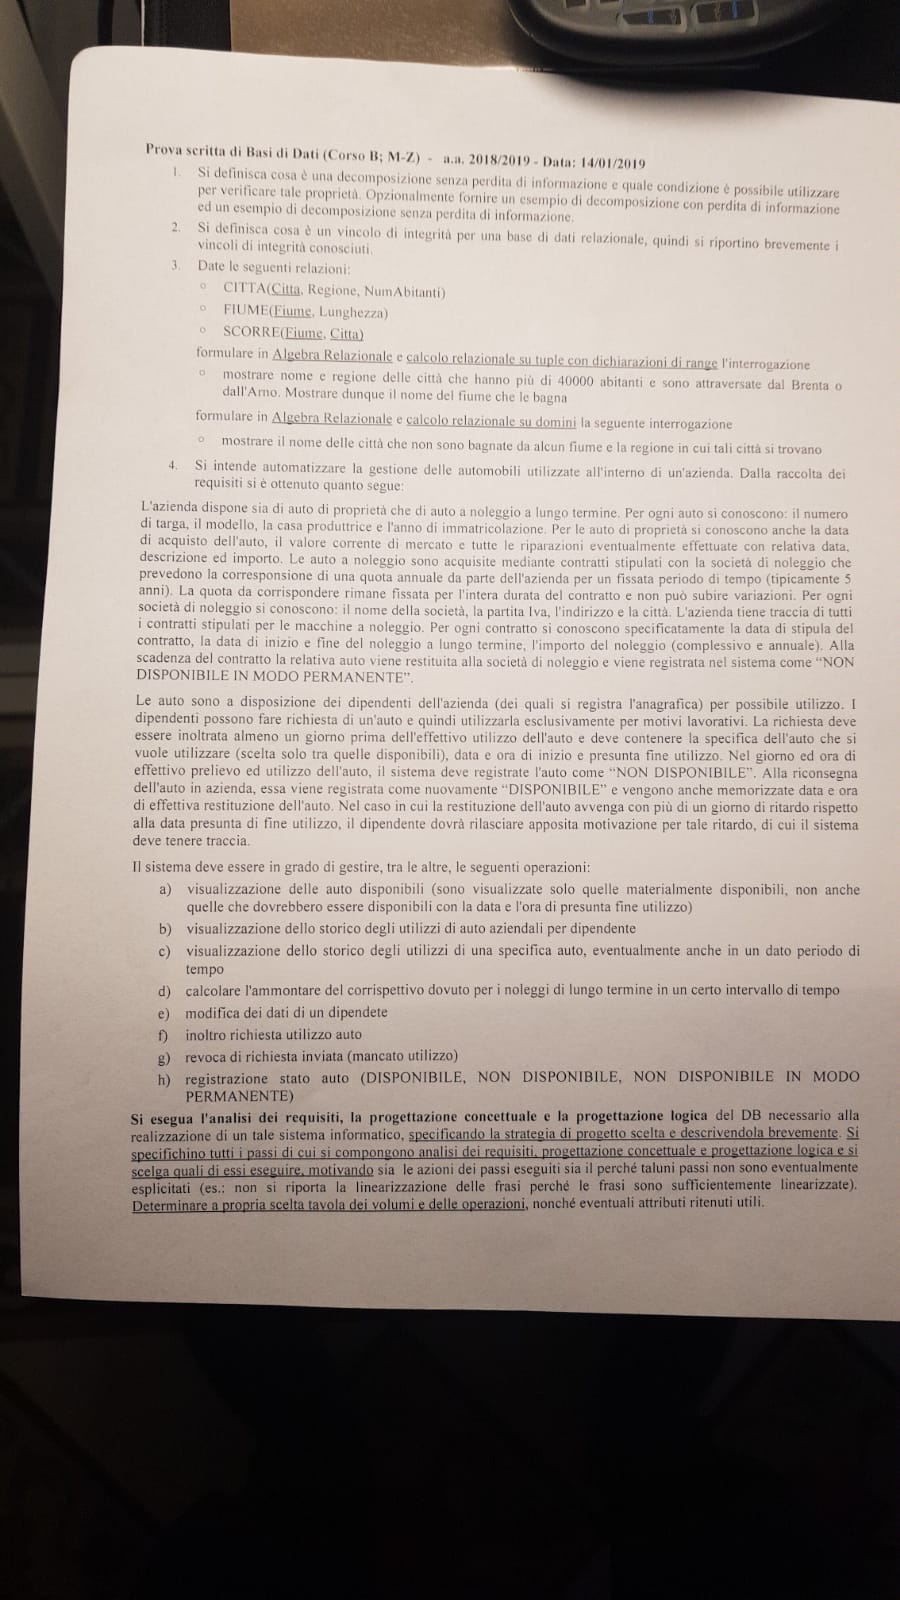 Prova scritta di Basi di Dati (Corso B; M-Z) - a.a. 2018/2019 - Data: 14/01/2019
1. Si definisca cosa è una decomposizione senza perdita di informazione e quale condizione è possibile utilizzare
per verificare tale proprietà. Opzionalmente fornire un esempio di decomposizione con perdita di informazione
ed un esempio di decomposizione senza perdita di informazione.
2. Si definisca cosa è un vincolo di integrità per una base di dati relazionale, quindi si riportino brevemente i
vincoli di integrità conosciuti.
3. Date le seguenti relazioni:
○ CITTA(Citta, Regione, NumAbitanti)
○ FIUME(Fiume, Lunghezza)
○ SCORRE(Fiume, Citta)
formulare in Algebra Relazionale e calcolo relazionale su tuple con dichiarazioni di range l'interrogazione
○ mostrare nome e regione delle città che hanno più di 40000 abitanti e sono attraversate dal Brenta o
dall'Arno. Mostrare dunque il nome del fiume che le bagna
formulare in Algebra Relazionale e calcolo relazionale su domini la seguente interrogazione
○ mostrare il nome delle città che non sono bagnate da alcun fiume e la regione in cui tali città si trovano
4. Si intende automatizzare la gestione delle automobili utilizzate all'interno di un'azienda. Dalla raccolta dei
requisiti si è ottenuto quanto segue:
L'azienda dispone sia di auto di proprietà che di auto a noleggio a lungo termine. Per ogni auto si conoscono: il numero
di targa, il modello, la casa produttrice e l'anno di immatricolazione. Per le auto di proprietà si conoscono anche la data
di acquisto dell'auto, il valore corrente di mercato e tutte le riparazioni eventualmente effettuate con relativa data,
descrizione ed importo. Le auto a noleggio sono acquisite mediante contratti stipulati con la società di noleggio che
prevedono la corresponsione di una quota annuale da parte dell'azienda per un fissata periodo di tempo (tipicamente 5
anni). La quota da corrispondere rimane fissata per l'intera durata del contratto e non può subire variazioni. Per ogni
società di noleggio si conoscono: il nome della società, la partita Iva, l'indirizzo e la città. L'azienda tiene traccia di tutti
i contratti stipulati per le macchine a noleggio. Per ogni contratto si conoscono specificatamente la data di stipula del
contratto, la data di inizio e fine del noleggio a lungo termine, l'importo del noleggio (complessivo e annuale). Alla
scadenza del contratto la relativa auto viene restituita alla società di noleggio e viene registrata nel sistema come “NON
DISPONIBILE IN MODO PERMANENTE”.
Le auto sono a disposizione dei dipendenti dell'azienda (dei quali si registra l'anagrafica) per possibile utilizzo. I
dipendenti possono fare richiesta di un'auto e quindi utilizzarla esclusivamente per motivi lavorativi. La richiesta deve
essere inoltrata almeno un giorno prima dell'effettivo utilizzo dell'auto e deve contenere la specifica dell'auto che si
vuole utilizzare (scelta solo tra quelle disponibili), data e ora di inizio e presunta fine utilizzo. Nel giorno ed ora di
effettivo prelievo ed utilizzo dell'auto, il sistema deve registrate l'auto come “NON DISPONIBILE”. Alla riconsegna
dell'auto in azienda, essa viene registrata come nuovamente “DISPONIBILE” e vengono anche memorizzate data e ora
di effettiva restituzione dell'auto. Nel caso in cui la restituzione dell'auto avvenga con più di un giorno di ritardo rispetto
alla data presunta di fine utilizzo, il dipendente dovrà rilasciare apposita motivazione per tale ritardo, di cui il sistema
deve tenere traccia.
Il sistema deve essere in grado di gestire, tra le altre, le seguenti operazioni:
a) visualizzazione delle auto disponibili (sono visualizzate solo quelle materialmente disponibili, non anche
quelle che dovrebbero essere disponibili con la data e l'ora di presunta fine utilizzo)
b) visualizzazione dello storico degli utilizzi di auto aziendali per dipendente
c) visualizzazione dello storico degli utilizzi di una specifica auto, eventualmente anche in un dato periodo di
tempo
d) calcolare l'ammontare del corrispettivo dovuto per i noleggi di lungo termine in un certo intervallo di tempo
e) modifica dei dati di un dipendete
f) inoltro richiesta utilizzo auto
g) revoca di richiesta inviata (mancato utilizzo)
h) registrazione stato auto (DISPONIBILE, NON DISPONIBILE, NON DISPONIBILE IN MODO
PERMANENTE)
Si esegua l'analisi dei requisiti, la progettazione concettuale e la progettazione logica del DB necessario alla
realizzazione di un tale sistema informatico, specificando la strategia di progetto scelta e descrivendola brevemente. Si
specifichino tutti i passi di cui si compongono analisi dei requisiti, progettazione concettuale e progettazione logica e si
scelga quali di essi eseguire, motivando sia le azioni dei passi eseguiti sia il perché taluni passi non sono eventualmente
esplicitati (es.: non si riporta la linearizzazione delle frasi perché le frasi sono sufficientemente linearizzate).
Determinare a propria scelta tavola dei volumi e delle operazioni, nonché eventuali attributi ritenuti utili.